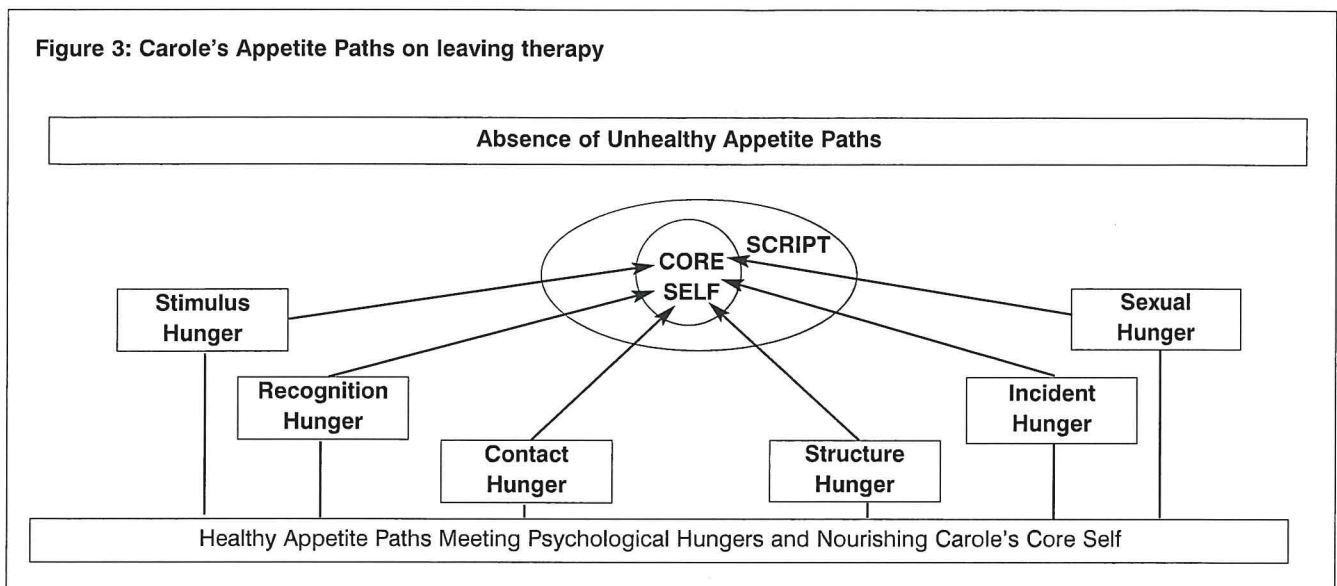 Figure 3: Carole's Appetite Paths on leaving therapy
Absence of Unhealthy Appetite Paths
SCRIPT
CORE
SELF
Stimulus
Hunger
Sexual
Hunger
Recognition
Hunger
Incident
Hunger
Contact
Hunger
Structure
Hunger
Healthy Appetite Paths Meeting Psychological Hungers and Nourishing Carole's Core Self